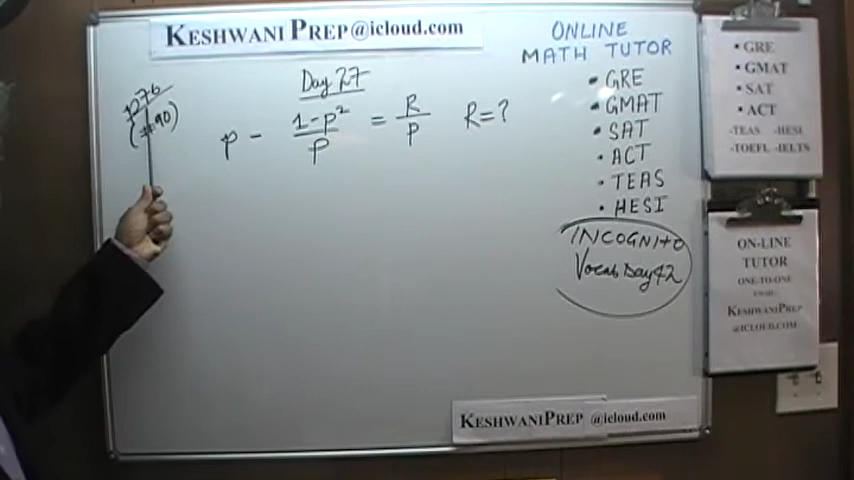 KESHWANI PREP@icloud.com
Day 27
p76
(#90)
p - (1-p²)/p = R/p   R=?
ONLINE
MATH TUTOR
• GRE
• GMAT
• SAT
• ACT
• TEAS
• HESI
INCOGNITO
Vocab Day 42
• GRE
• GMAT
• SAT
• ACT
-TEAS -HESI
-TOEFL -IELTS
ON-LINE
TUTOR
ONE-TO-ONE
KESHWANIPREP
@ICLOUD.COM
KESHWANIPREP @icloud.com